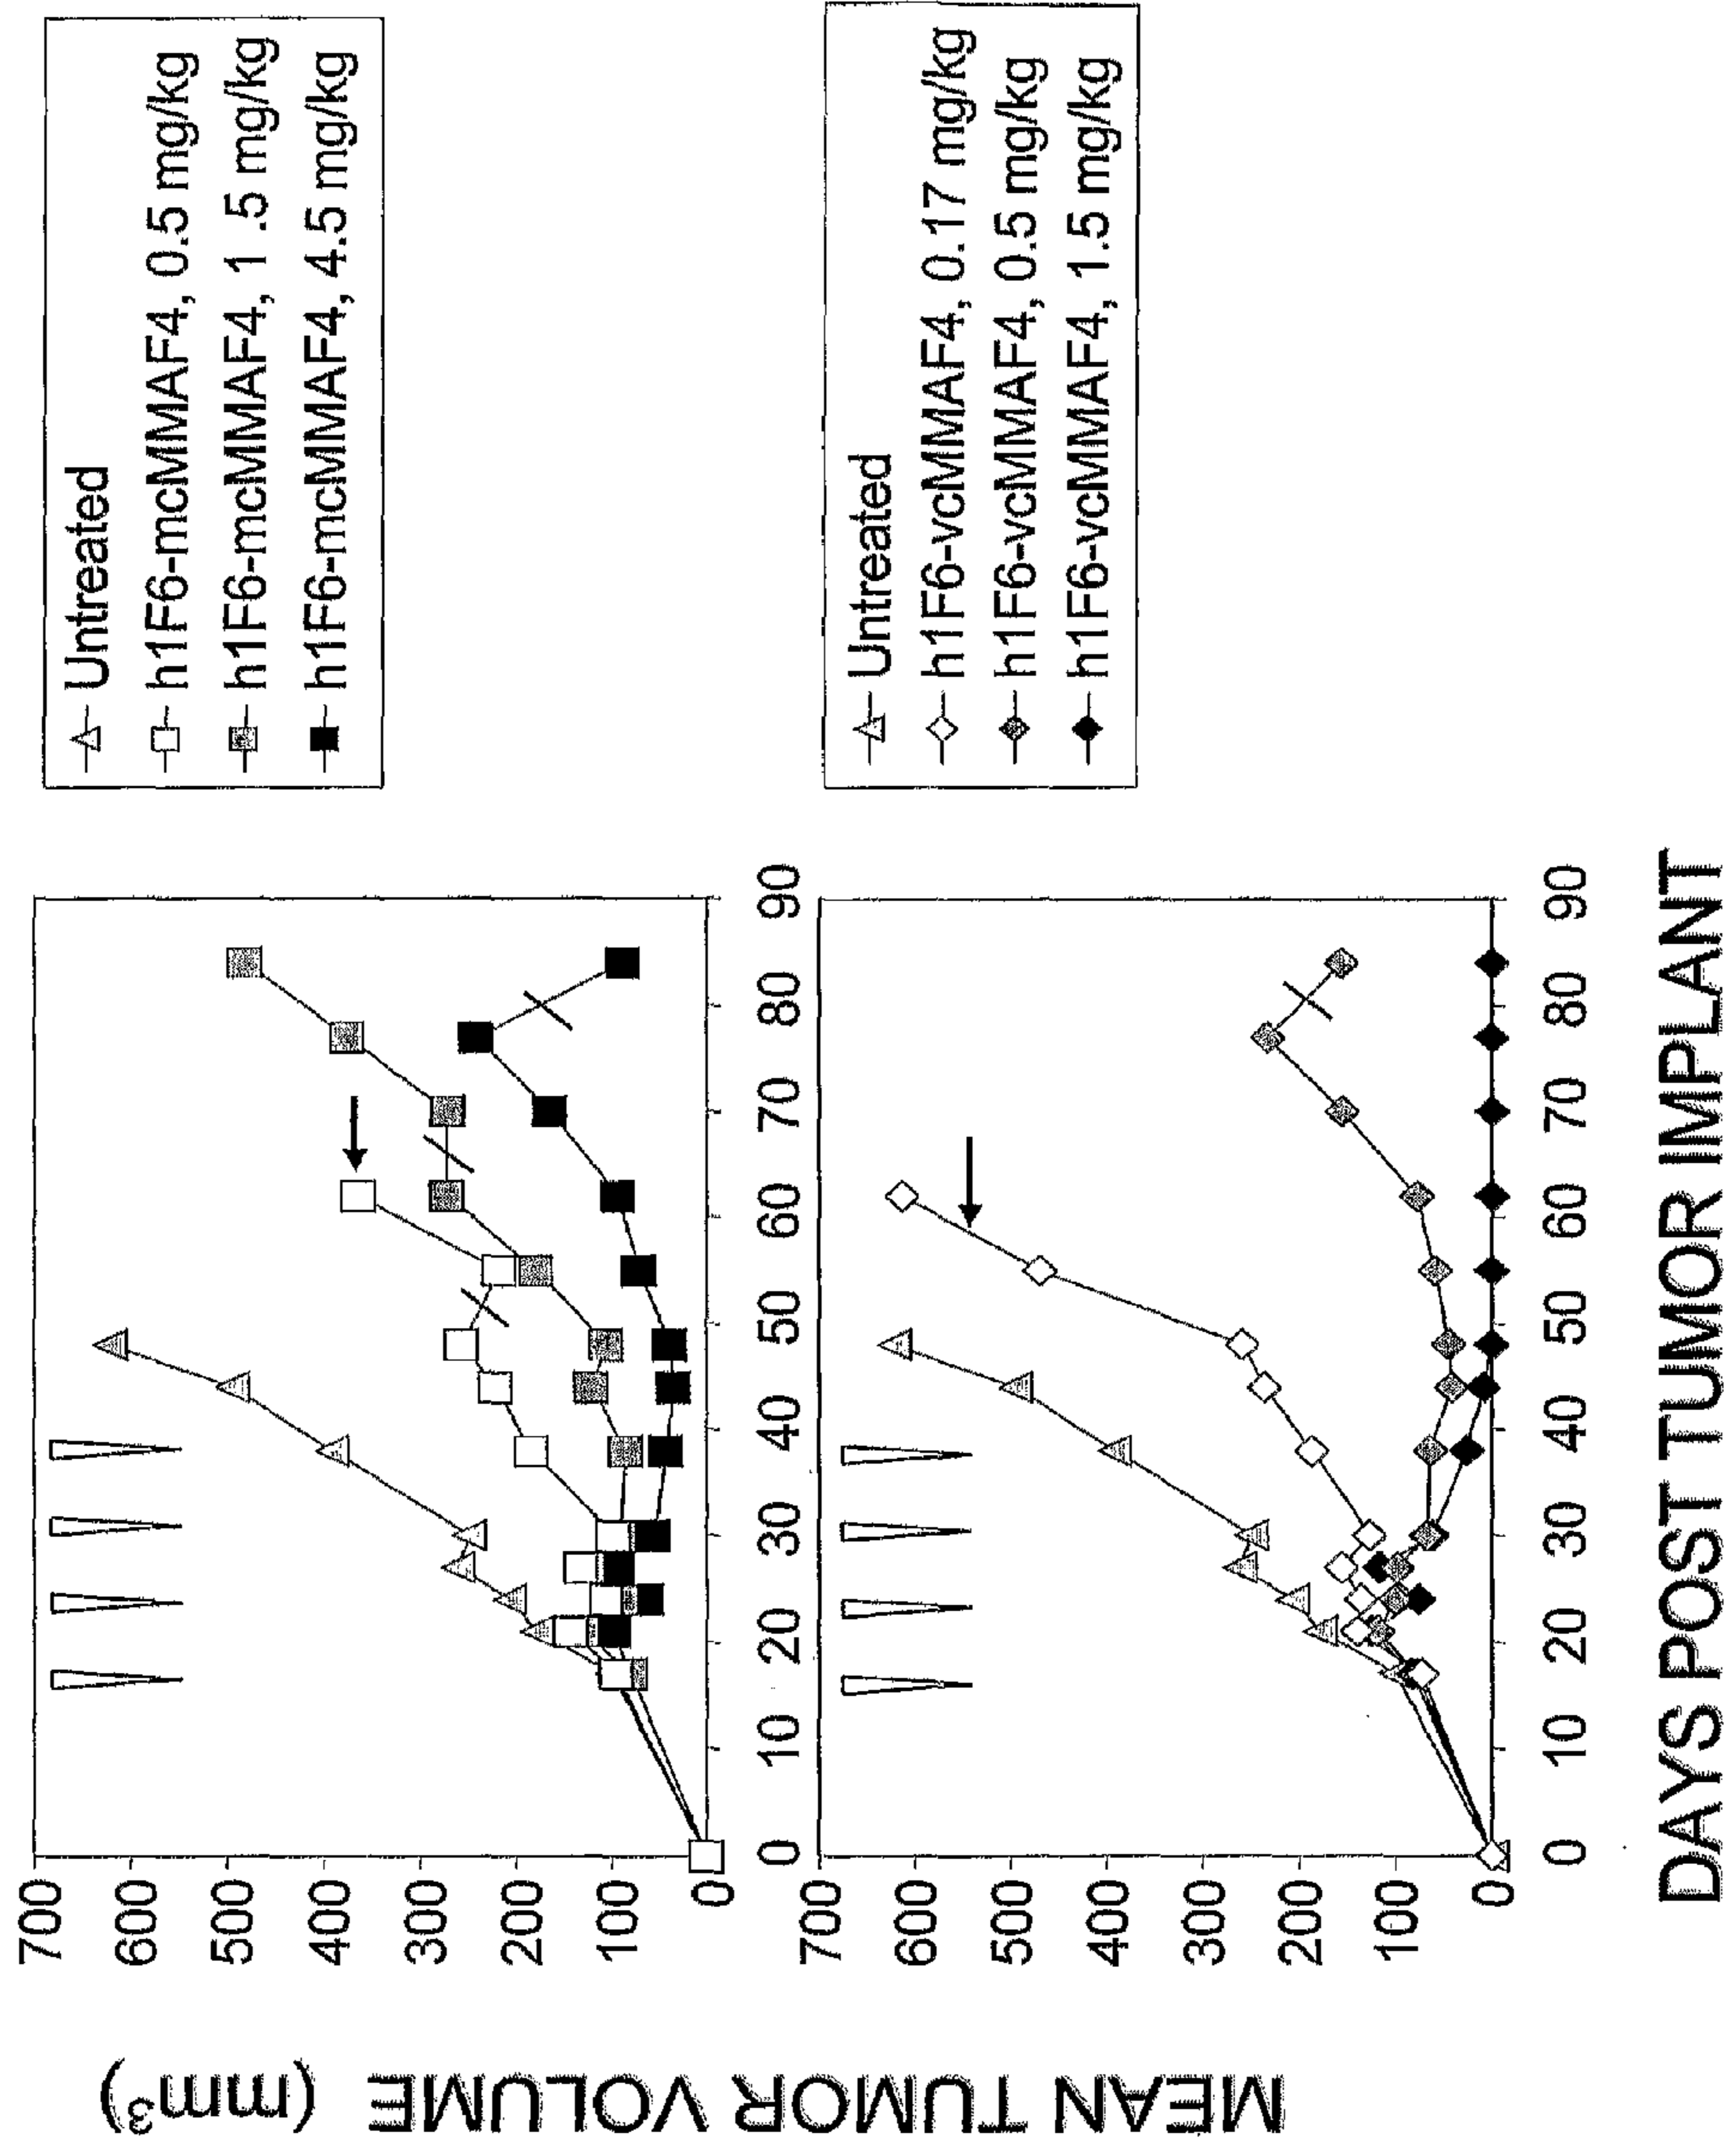 MEAN TUMOR VOLUME (mm³)
700
600
500
400
300
200
100
0
0 10 20 30 40 50 60 70 80 90
Untreated
h1F6-mcMMAF4, 0.5 mg/kg
h1F6-mcMMAF4, 1 .5 mg/kg
h1F6-mcMMAF4, 4.5 mg/kg
700
600
500
400
300
200
100
0
0 10 20 30 40 50 60 70 80 90
Untreated
h1F6-vcMMAF4, 0.17 mg/kg
h1F6-vcMMAF4, 0.5 mg/kg
h1F6-vcMMAF4, 1.5 mg/kg
DAYS POST TUMOR IMPLANT